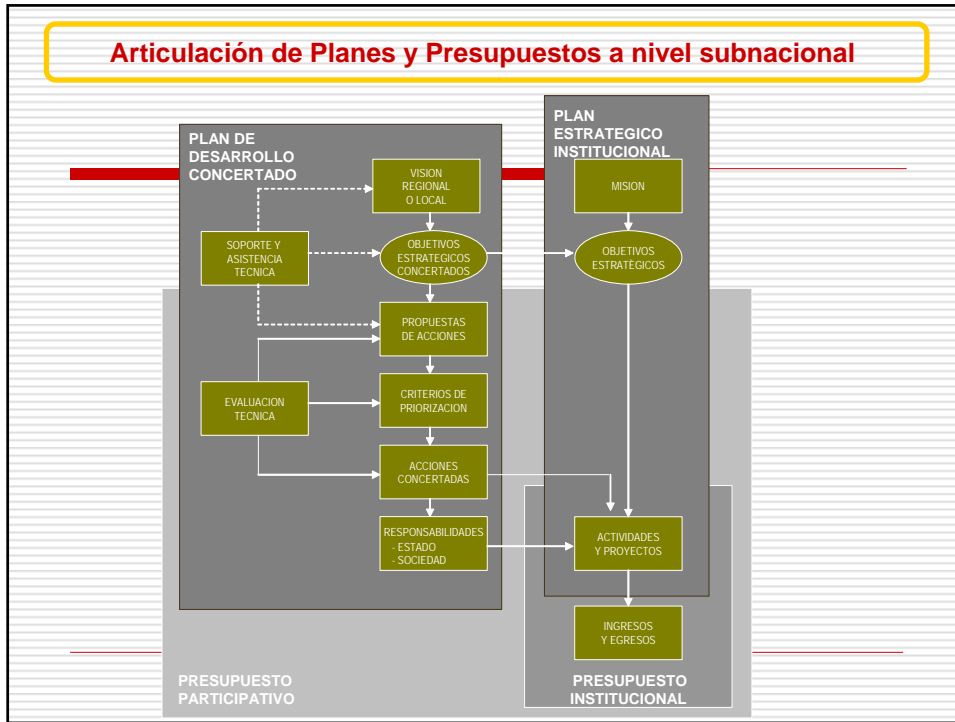 Articulación de Planes y Presupuestos a nivel subnacional
PLAN DE
DESARROLLO
CONCERTADO
VISION
REGIONAL
O LOCAL
SOPORTE Y
ASISTENCIA
TECNICA
OBJETIVOS
ESTRATEGICOS
CONCERTADOS
PROPUESTAS
DE ACCIONES
EVALUACION
TECNICA
CRITERIOS DE
PRIORIZACION
ACCIONES
CONCERTADAS
RESPONSABILIDADES
- ESTADO
- SOCIEDAD
PLAN
ESTRATEGICO
INSTITUCIONAL
MISION
OBJETIVOS
ESTRATÈGICOS
ACTIVIDADES
Y PROYECTOS
INGRESOS
Y EGRESOS
PRESUPUESTO
PARTICIPATIVO
PRESUPUESTO
INSTITUCIONAL